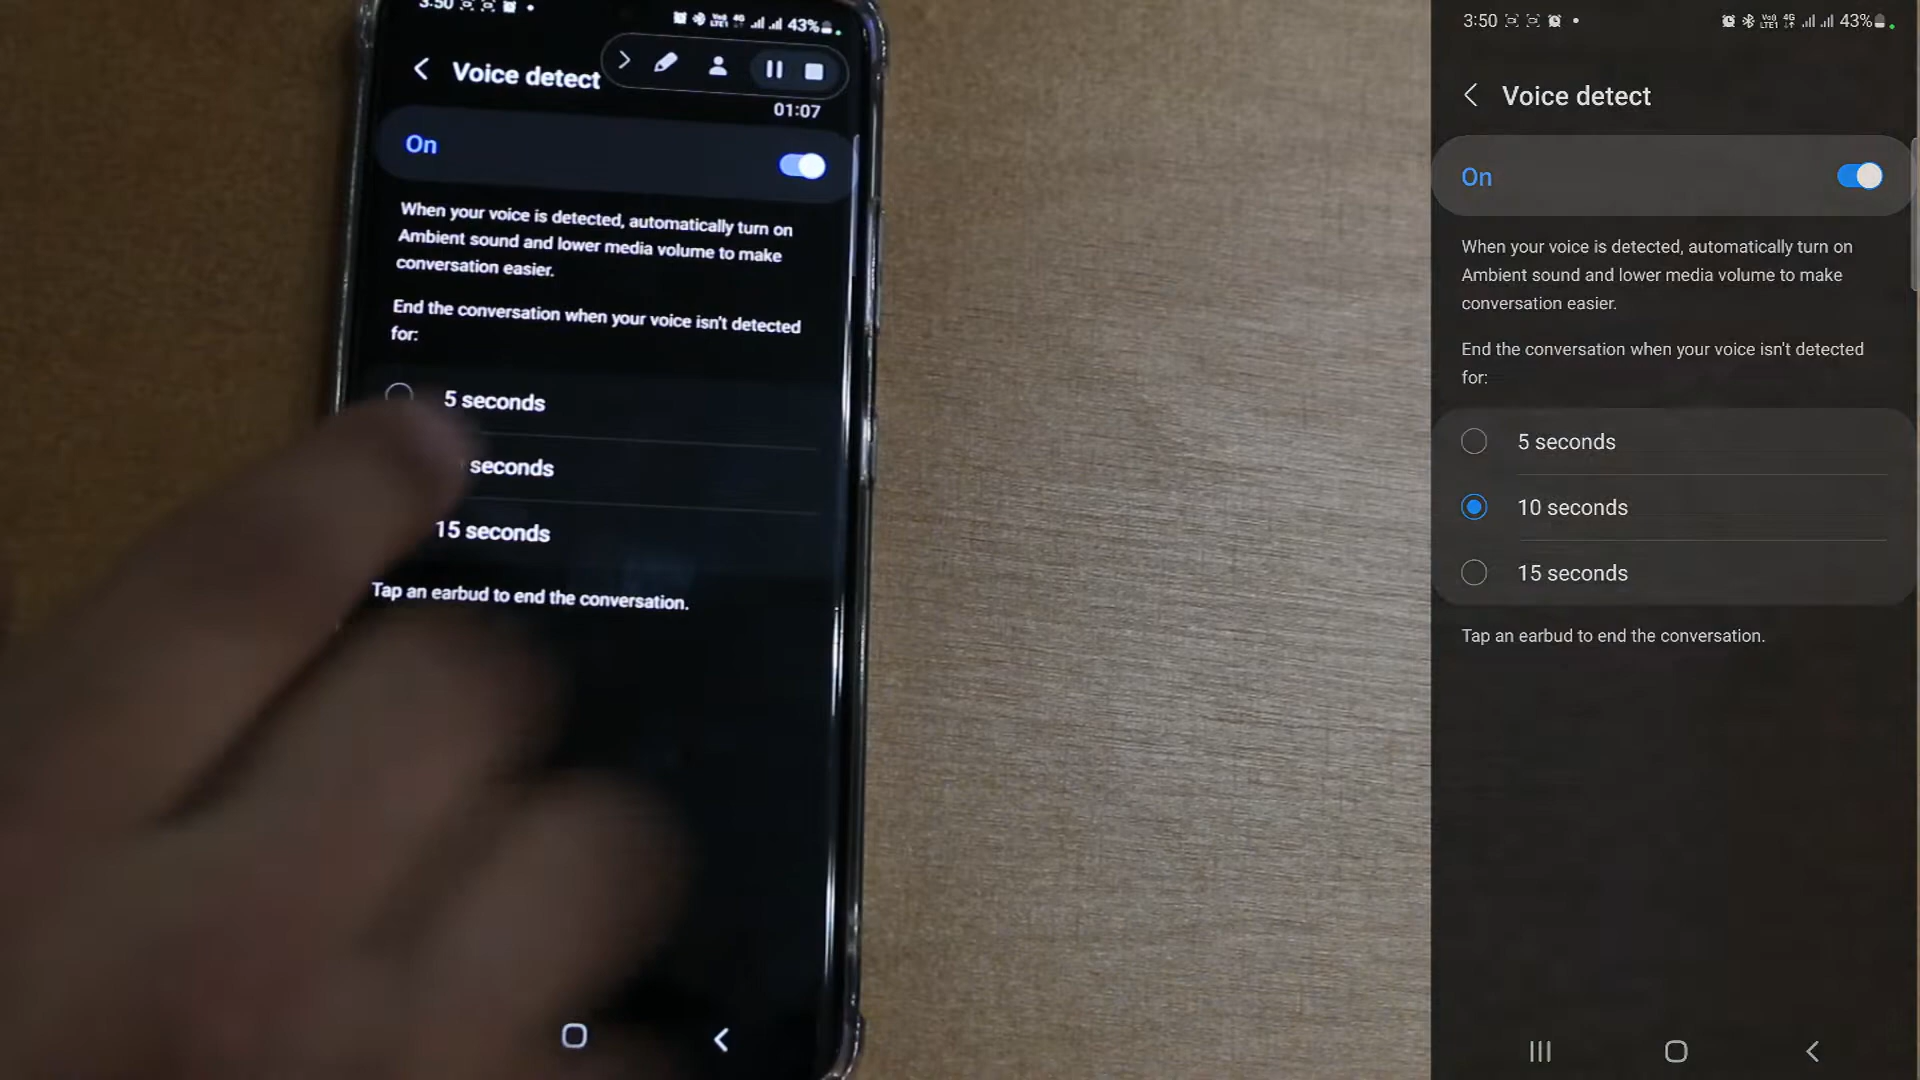 3:50
43%
Voice detect
01:07
On
When your voice is detected, automatically turn on
Ambient sound and lower media volume to make
conversation easier.
End the conversation when your voice isn't detected
for:
5 seconds
seconds
15 seconds
Tap an earbud to end the conversation.
3:50
Vo) 4G
LTE1
43%
Voice detect
On
When your voice is detected, automatically turn on
Ambient sound and lower media volume to make
conversation easier.
End the conversation when your voice isn't detected
for:
5 seconds
10 seconds
15 seconds
Tap an earbud to end the conversation.